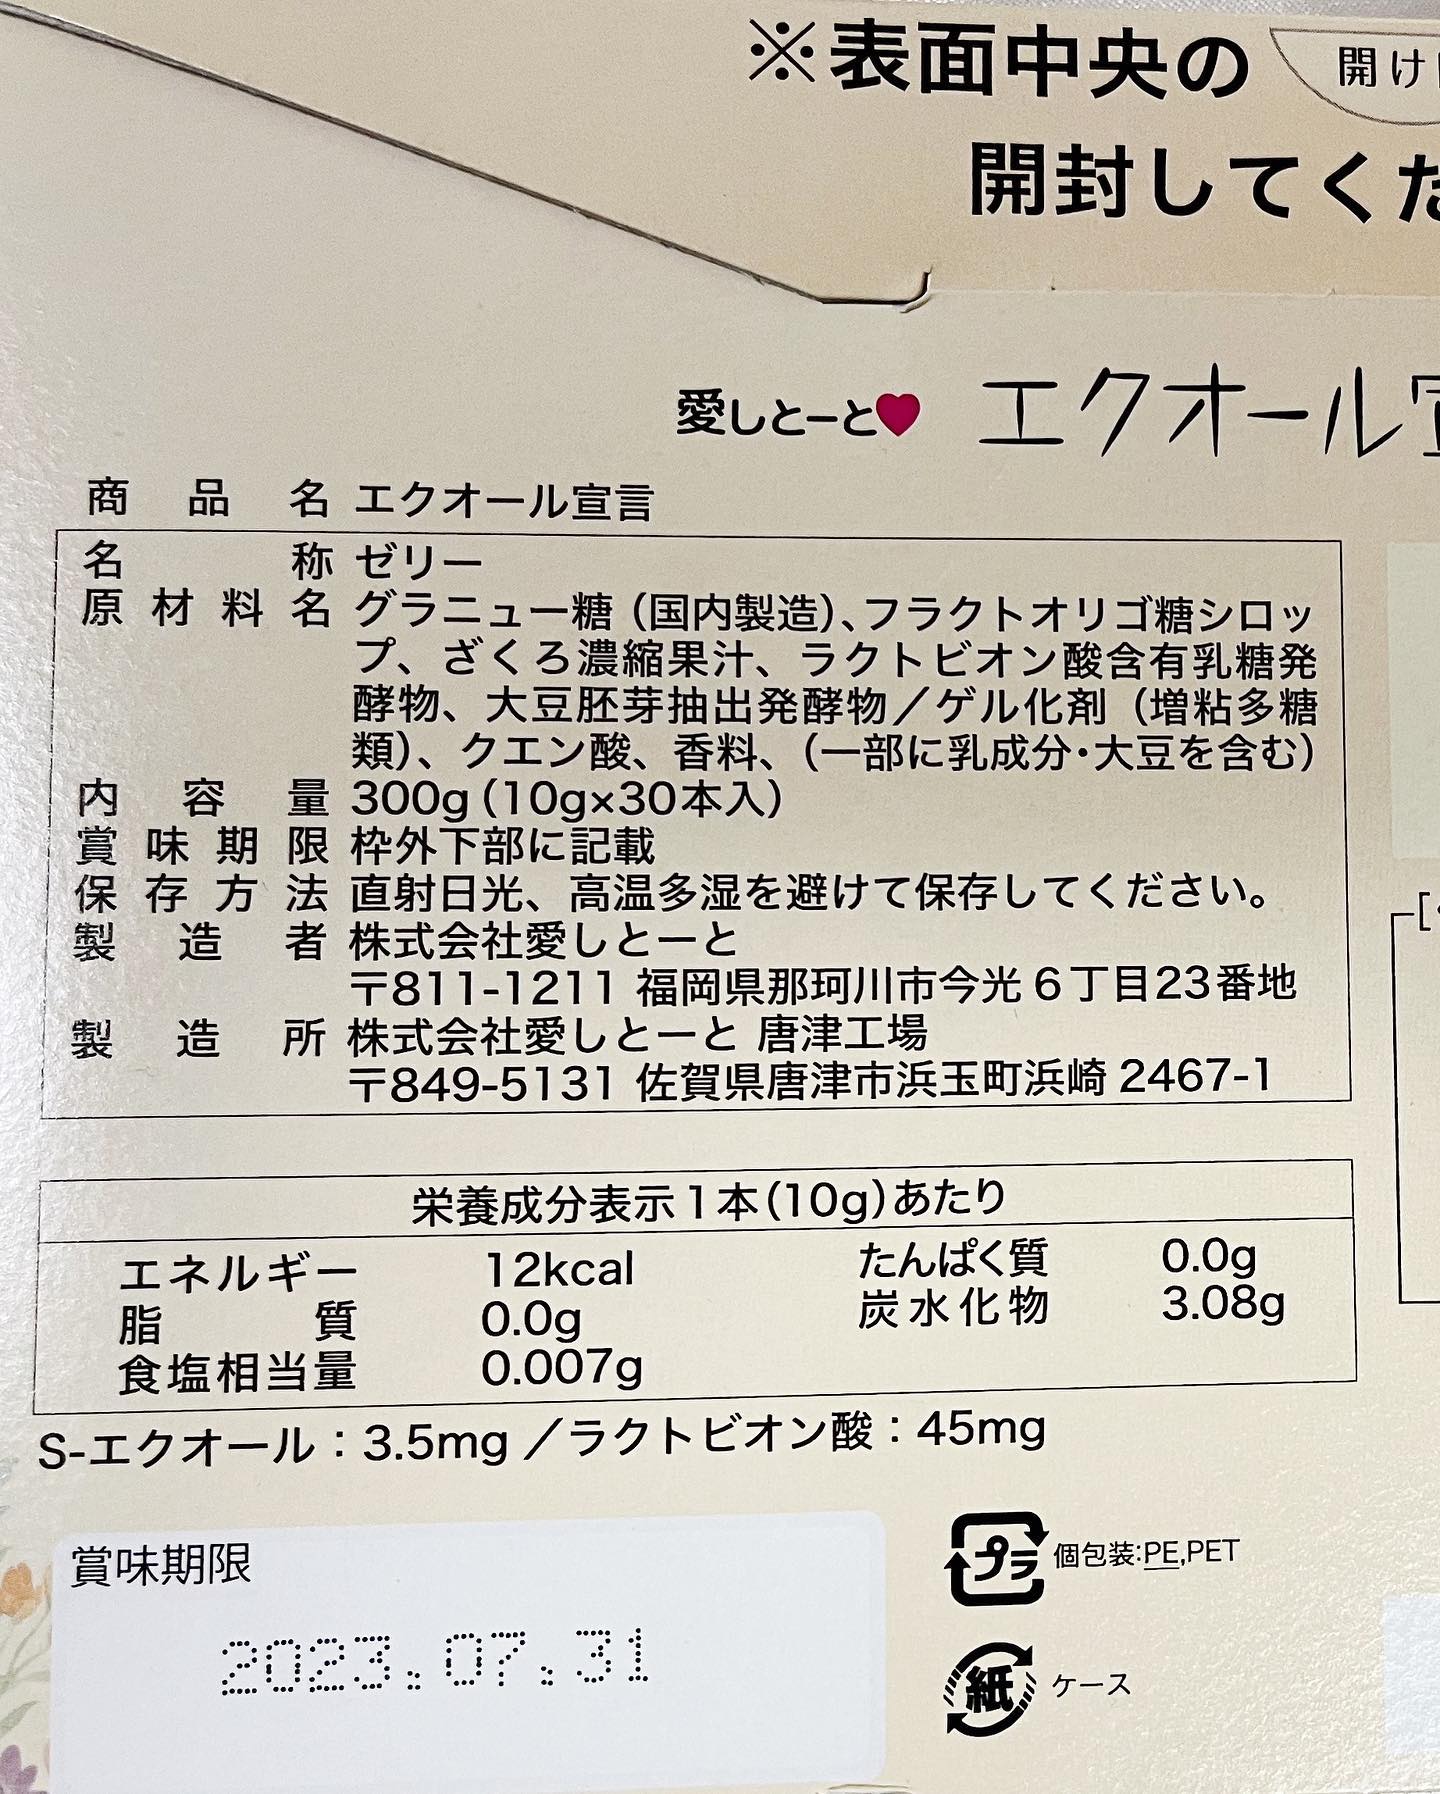 ※表面中央の 開け
開封してくだ
愛しとーと エクオール宣
商品名 エクオール宣言
名称 ゼリー
原材料名 グラニュー糖（国内製造）、フラクトオリゴ糖シロッ
プ、ざくろ濃縮果汁、ラクトビオン酸含有乳糖発
酵物、大豆胚芽抽出発酵物／ゲル化剤（増粘多糖
類）、クエン酸、香料、（一部に乳成分・大豆を含む）
内容量 300g（10g×30本入）
賞味期限 枠外下部に記載
保存方法 直射日光、高温多湿を避けて保存してください。
製造者 株式会社愛しとーと
〒811-1211 福岡県那珂川市今光6丁目23番地
製造所 株式会社愛しとーと 唐津工場
〒849-5131 佐賀県唐津市浜玉町浜崎2467-1
栄養成分表示1本（10g）あたり
エネルギー 12kcal たんぱく質 0.0g
脂質 0.0g 炭水化物 3.08g
食塩相当量 0.007g
S-エクオール：3.5mg／ラクトビオン酸：45mg
賞味期限
2023.07.31
プラ 個包装:PE,PET
紙 ケース